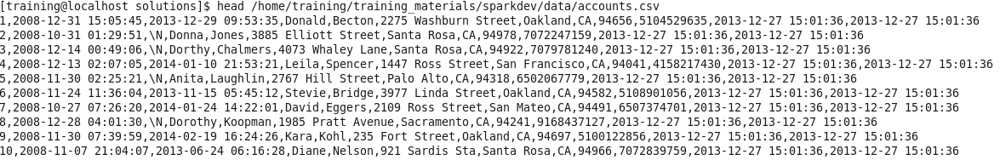 [training@localhost solutions]$ head /home/training/training_materials/sparkdev/data/accounts.csv
1,2008-12-31 15:05:45,2013-12-29 09:53:35,Donald,Becton,2275 Washburn Street,Oakland,CA,94656,5104529635,2013-12-27 15:01:36,2013-12-27 15:01:36
2,2008-10-31 01:29:51,\N,Donna,Jones,3885 Elliott Street,Santa Rosa,CA,94978,7072247159,2013-12-27 15:01:36,2013-12-27 15:01:36
3,2008-12-14 00:49:06,\N,Dorthy,Chalmers,4073 Whaley Lane,Santa Rosa,CA,94922,7079781240,2013-12-27 15:01:36,2013-12-27 15:01:36
4,2008-12-13 02:07:05,2014-01-10 21:53:21,Leila,Spencer,1447 Ross Street,San Francisco,CA,94041,4158217430,2013-12-27 15:01:36,2013-12-27 15:01:36
5,2008-11-30 02:25:21,\N,Anita,Laughlin,2767 Hill Street,Palo Alto,CA,94318,6502067779,2013-12-27 15:01:36,2013-12-27 15:01:36
6,2008-11-24 11:36:04,2013-11-15 05:45:12,Stevie,Bridge,3977 Linda Street,Oakland,CA,94582,5108901056,2013-12-27 15:01:36,2013-12-27 15:01:36
7,2008-10-27 07:26:20,2014-01-24 14:22:01,David,Eggers,2109 Ross Street,San Mateo,CA,94491,6507374701,2013-12-27 15:01:36,2013-12-27 15:01:36
8,2008-12-28 04:01:30,\N,Dorothy,Koopman,1985 Pratt Avenue,Sacramento,CA,94241,9168437127,2013-12-27 15:01:36,2013-12-27 15:01:36
9,2008-11-30 07:39:59,2014-02-19 16:24:26,Kara,Kohl,235 Fort Street,Oakland,CA,94697,5100122856,2013-12-27 15:01:36,2013-12-27 15:01:36
10,2008-11-07 21:04:07,2013-06-24 06:16:28,Diane,Nelson,921 Sardis Sta,Santa Rosa,CA,94966,7072839759,2013-12-27 15:01:36,2013-12-27 15:01:36